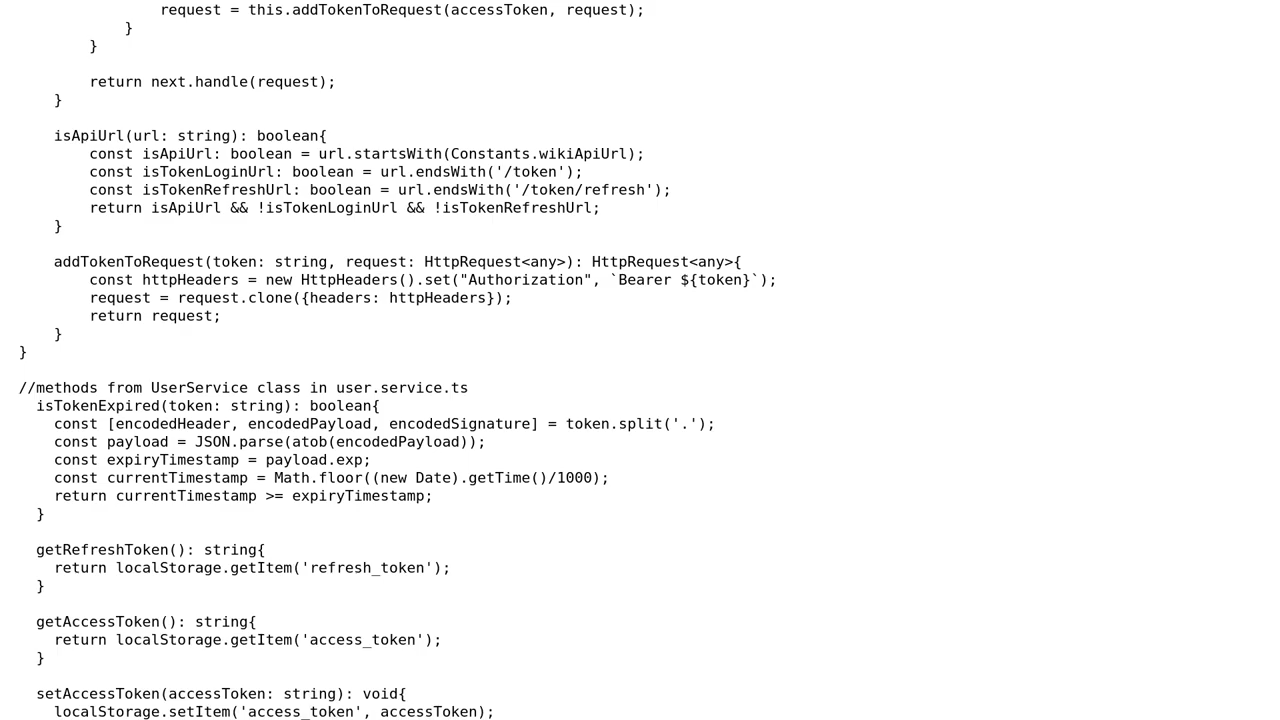 request = this.addTokenToRequest(accessToken, request);
            }
        }

        return next.handle(request);
    }

    isApiUrl(url: string): boolean{
        const isApiUrl: boolean = url.startsWith(Constants.wikiApiUrl);
        const isTokenLoginUrl: boolean = url.endsWith('/token');
        const isTokenRefreshUrl: boolean = url.endsWith('/token/refresh');
        return isApiUrl && !isTokenLoginUrl && !isTokenRefreshUrl;
    }

    addTokenToRequest(token: string, request: HttpRequest<any>): HttpRequest<any>{
        const httpHeaders = new HttpHeaders().set("Authorization", `Bearer ${token}`);
        request = request.clone({headers: httpHeaders});
        return request;
    }
}

//methods from UserService class in user.service.ts
  isTokenExpired(token: string): boolean{
    const [encodedHeader, encodedPayload, encodedSignature] = token.split('.');
    const payload = JSON.parse(atob(encodedPayload));
    const expiryTimestamp = payload.exp;
    const currentTimestamp = Math.floor((new Date).getTime()/1000);
    return currentTimestamp >= expiryTimestamp;
  }

  getRefreshToken(): string{
    return localStorage.getItem('refresh_token');
  }

  getAccessToken(): string{
    return localStorage.getItem('access_token');
  }

  setAccessToken(accessToken: string): void{
    localStorage.setItem('access_token', accessToken);